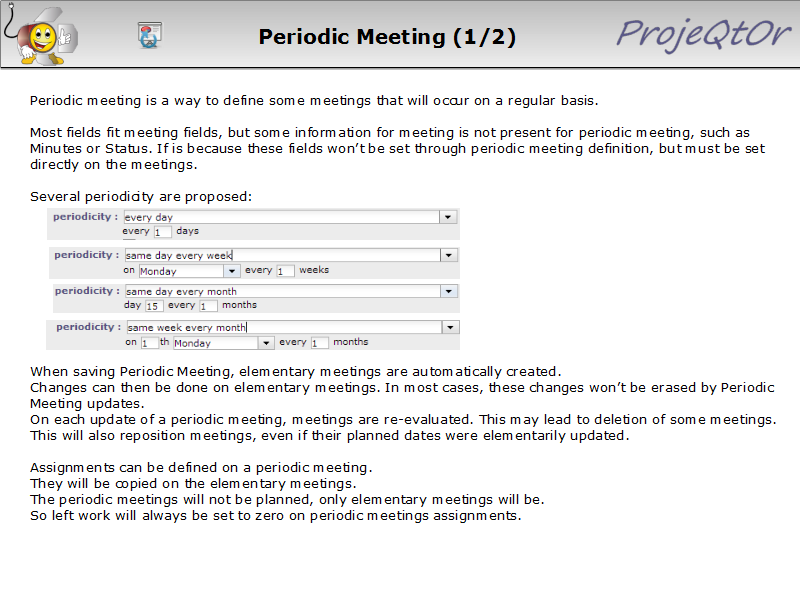 Periodic Meeting (1/2)
ProjeQtOr
Periodic meeting is a way to define some meetings that will occur on a regular basis.
Most fields fit meeting fields, but some information for meeting is not present for periodic meeting, such as
Minutes or Status. If is because these fields won't be set through periodic meeting definition, but must be set
directly on the meetings.
Several periodicity are proposed:
periodicity : every day
every 1 days
periodicity : same day every week
on Monday every 1 weeks
periodicity : same day every month
day 15 every 1 months
periodicity : same week every month
on 1 th Monday every 1 months
When saving Periodic Meeting, elementary meetings are automatically created.
Changes can then be done on elementary meetings. In most cases, these changes won't be erased by Periodic
Meeting updates.
On each update of a periodic meeting, meetings are re-evaluated. This may lead to deletion of some meetings.
This will also reposition meetings, even if their planned dates were elementarily updated.
Assignments can be defined on a periodic meeting.
They will be copied on the elementary meetings.
The periodic meetings will not be planned, only elementary meetings will be.
So left work will always be set to zero on periodic meetings assignments.